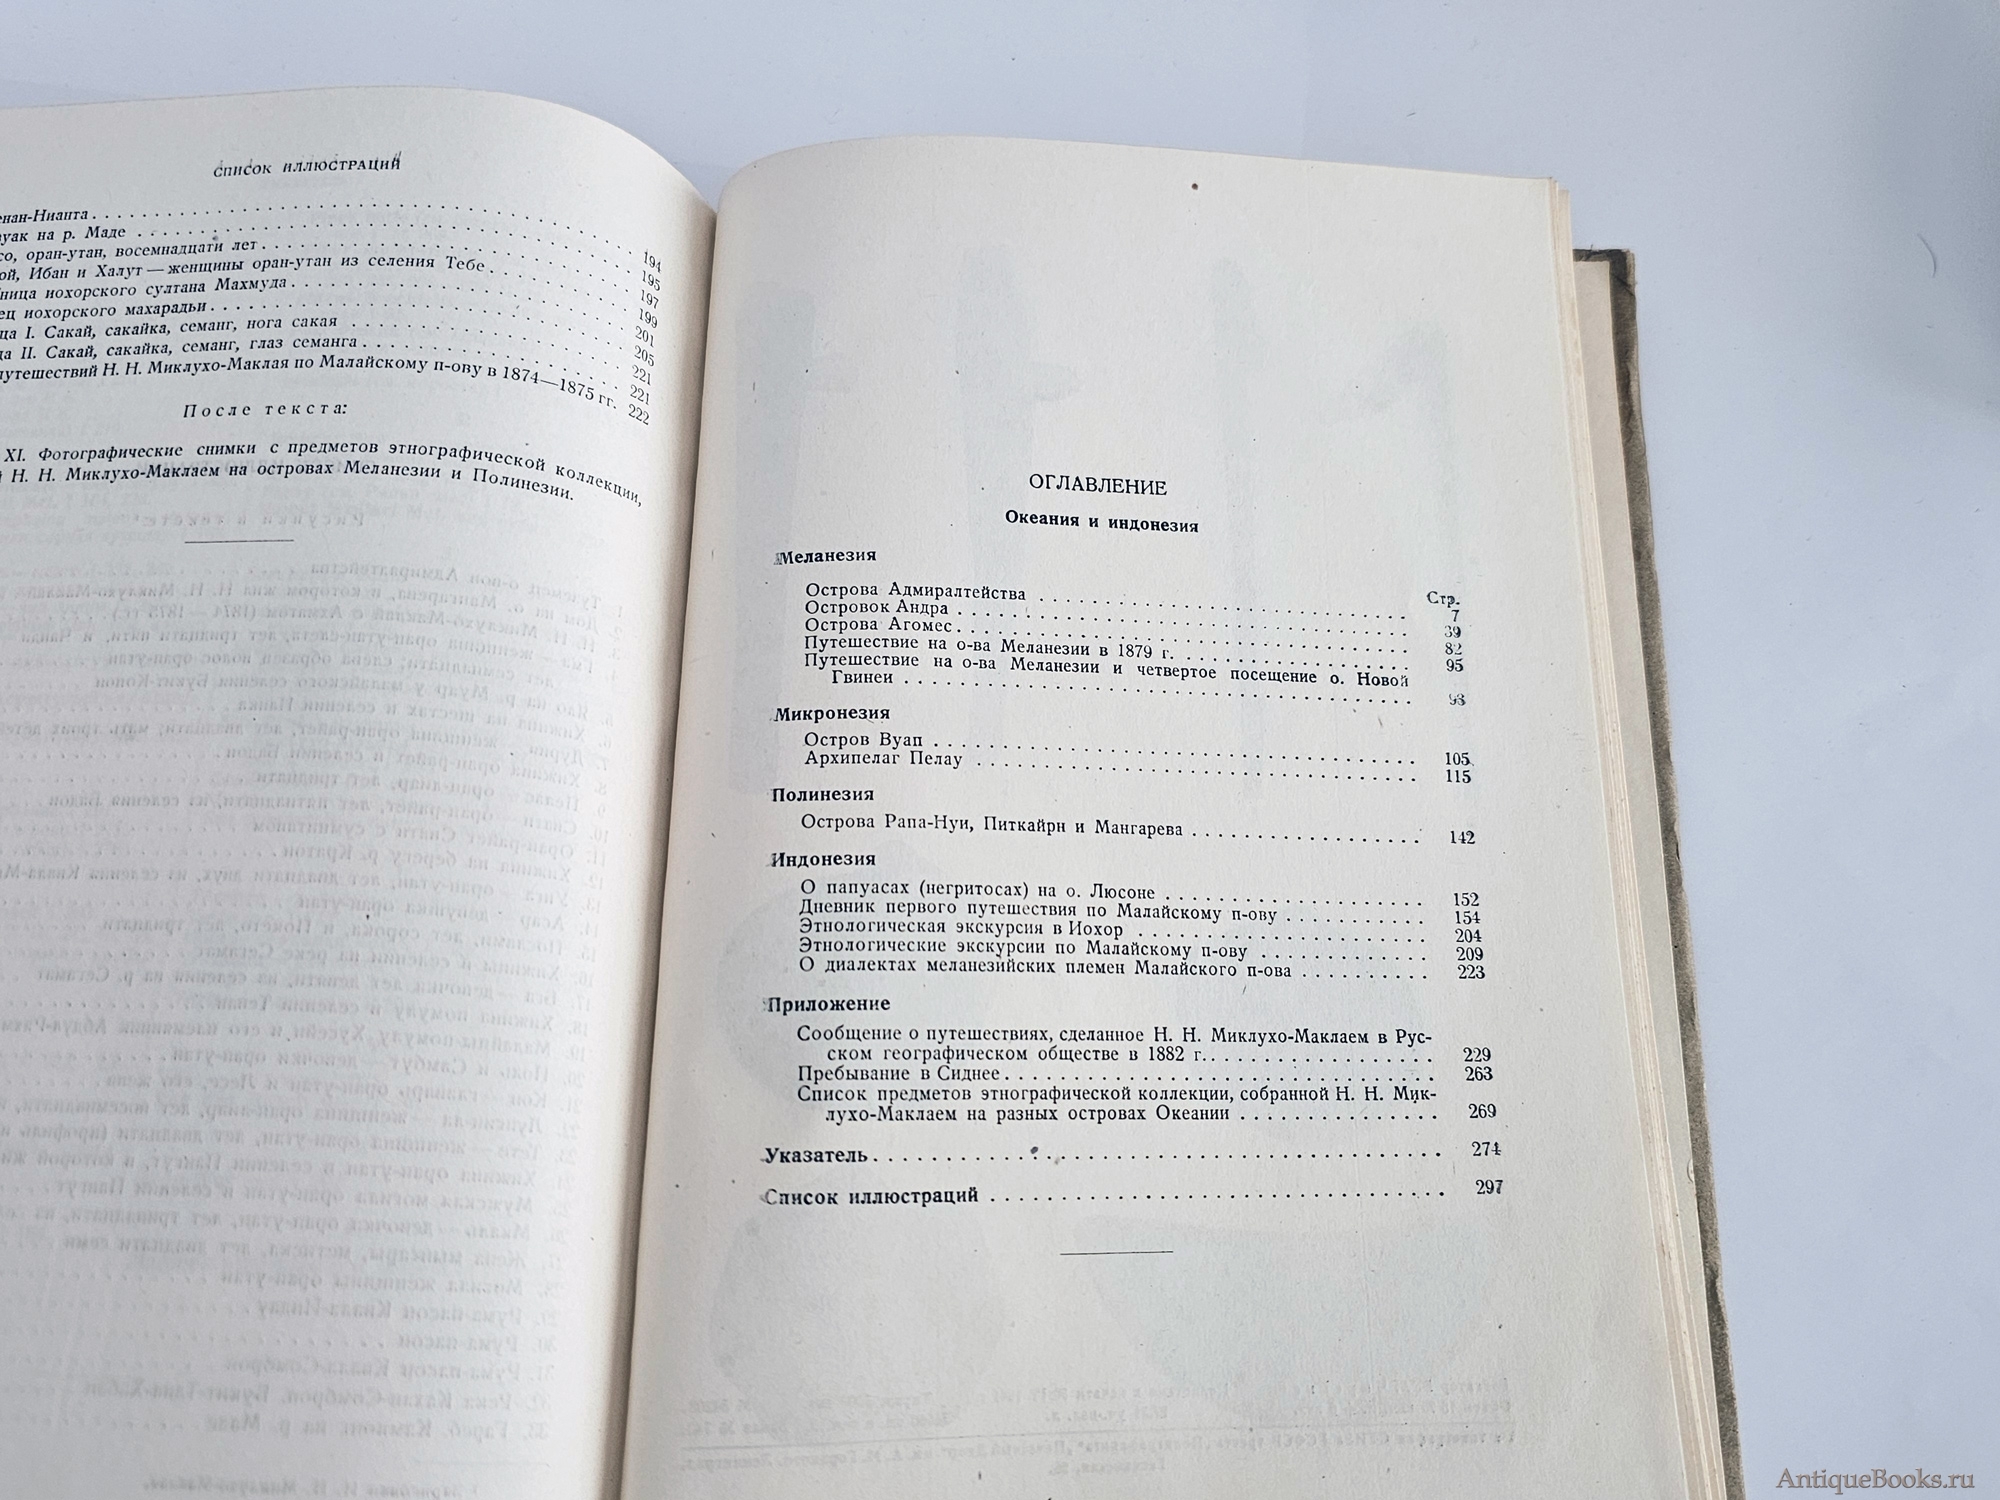 СПИСОК ИЛЛЮСТРАЦИЙ
енан-Нианта
уак на р. Маде 194
со, оран-утан, восемнадцати лет 195
ой, Ибан и Халут — женщины оран-утан из селения Тебе 197
ница иохорского султана Махмуда 199
ец иохорского махарадьи 201
ца I. Сакай, сакайка, семанг, нога сакая 205
ца II. Сакай, сакайка, семанг, глаз семанга 221
путешествий Н. Н. Миклухо-Маклая по Малайскому п-ову в 1874—1875 гг. 221
222
После текста:
XI. Фотографические снимки с предметов этнографической коллекции,
й Н. Н. Миклухо-Маклаем на островах Меланезии и Полинезии.
ОГЛАВЛЕНИЕ
Океания и индонезия
Меланезия
Стр.
Острова Адмиралтейства 7
Островок Андра 39
Острова Агомес 82
Путешествие на о-ва Меланезии в 1879 г. 95
Путешествие на о-ва Меланезии и четвертое посещение о. Новой
Гвинеи 98
Микронезия
Остров Вуап 105
Архипелаг Пелау 115
Полинезия
Острова Рапа-Нуи, Питкайрн и Мангарева 142
Индонезия
О папуасах (негритосах) на о. Люсоне 152
Дневник первого путешествия по Малайскому п-ову 154
Этнологическая экскурсия в Иохор 204
Этнологические экскурсии по Малайскому п-ову 209
О диалектах меланезийских племен Малайского п-ова 223
Приложение
Сообщение о путешествиях, сделанное Н. Н. Миклухо-Маклаем в Рус-
ском географическом обществе в 1882 г. 229
Пребывание в Сиднее 263
Список предметов этнографической коллекции, собранной Н. Н. Мик-
лухо-Маклаем на разных островах Океании 269
Указатель 274
Список иллюстраций 297
AntiqueBooks.ru